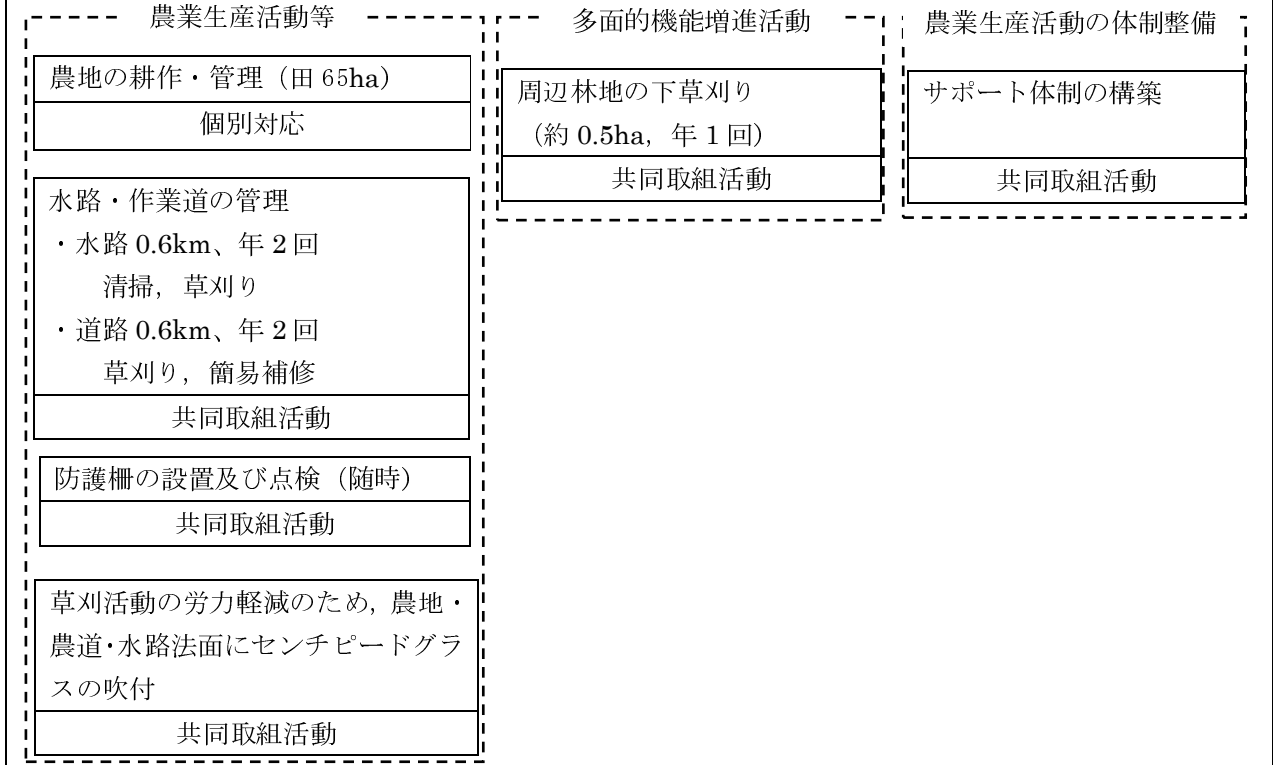 農業生産活動等
農地の耕作・管理（田 65ha）
個別対応
水路・作業道の管理
・水路 0.6km、年 2 回
清掃，草刈り
・道路 0.6km、年 2 回
草刈り，簡易補修
共同取組活動
防護柵の設置及び点検（随時）
共同取組活動
草刈活動の労力軽減のため，農地・
農道・水路法面にセンチピードグラ
スの吹付
共同取組活動
多面的機能増進活動
周辺林地の下草刈り
（約 0.5ha，年 1 回）
共同取組活動
農業生産活動の体制整備
サポート体制の構築
共同取組活動